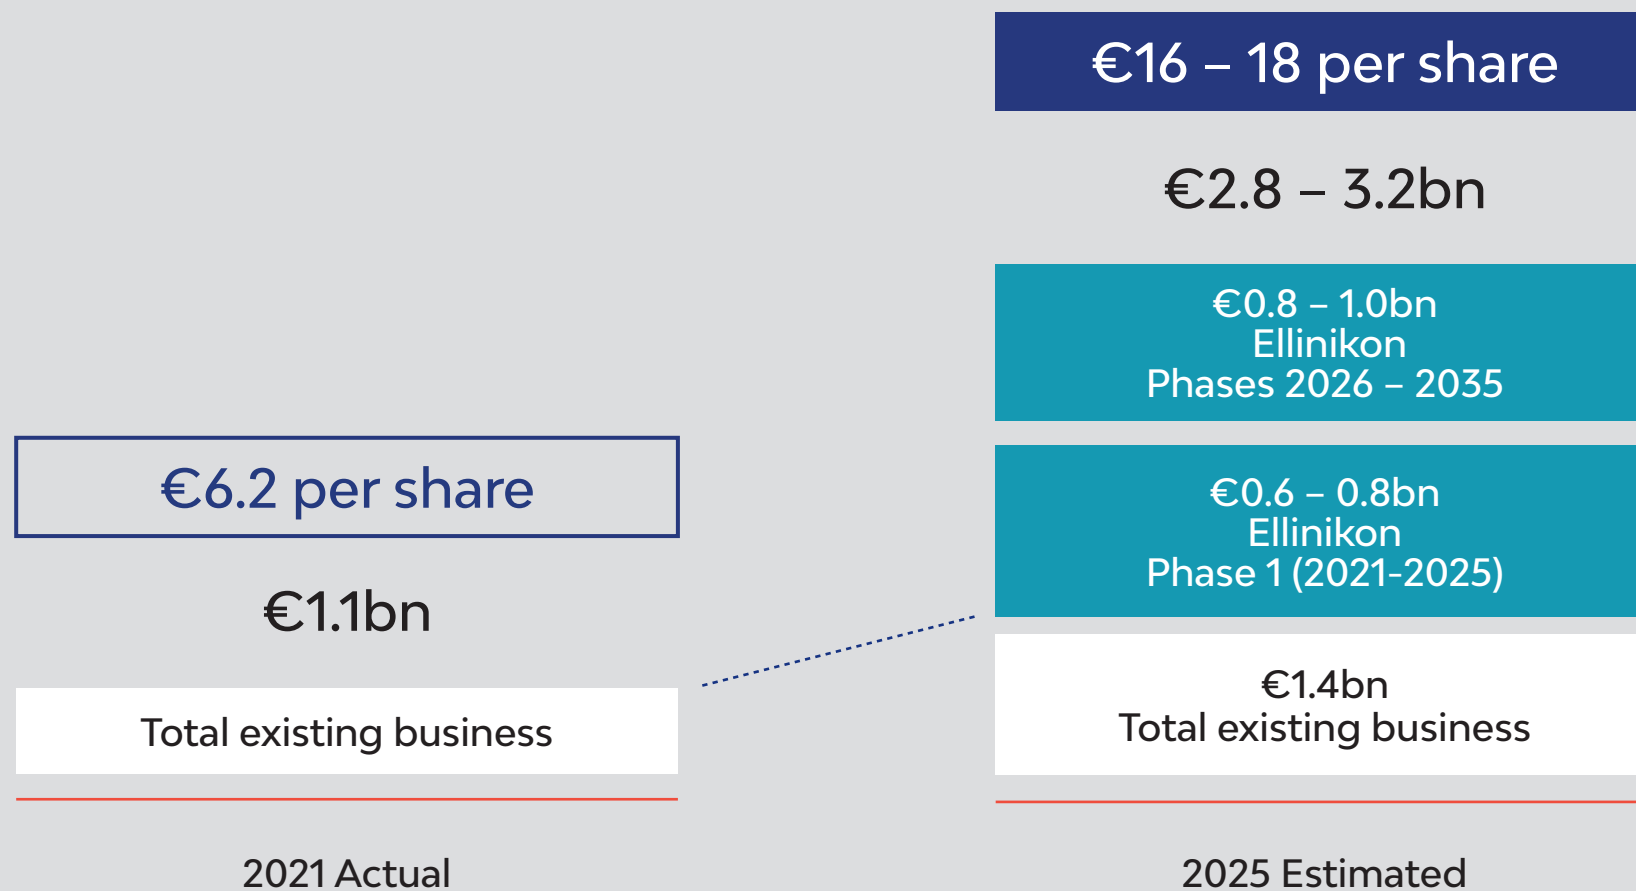 €6.2 per share
€1.1bn
Total existing business
2021 Actual
€16 – 18 per share
€2.8 – 3.2bn
€0.8 – 1.0bn
Ellinikon
Phases 2026 – 2035
€0.6 – 0.8bn
Ellinikon
Phase 1 (2021-2025)
€1.4bn
Total existing business
2025 Estimated